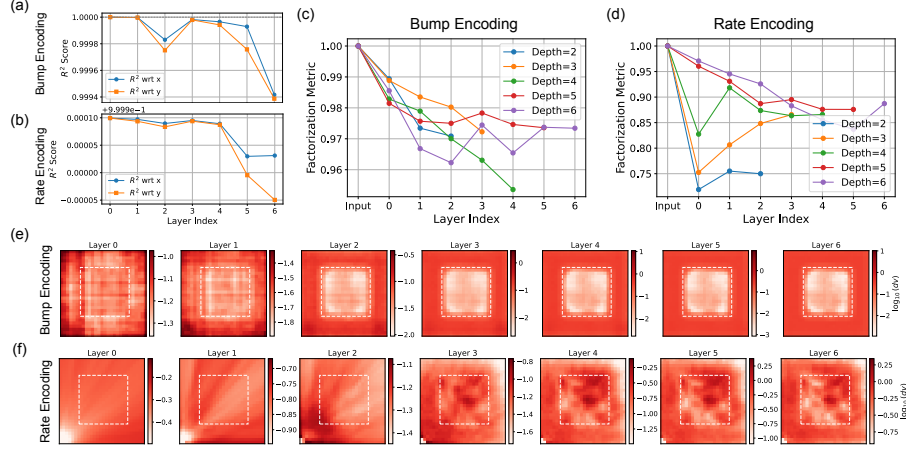 (a)
Bump Encoding
R² Score
1.0000
0.9998
0.9996
0.9994
R² wrt x
R² wrt y
(b)
Rate Encoding
R² Score
+9.999e−1
0.00010
0.00005
0.00000
−0.00005
R² wrt x
R² wrt y
0 1 2 3 4 5 6
Layer Index
(c)
Bump Encoding
Factorization Metric
1.00
0.99
0.98
0.97
0.96
Depth=2
Depth=3
Depth=4
Depth=5
Depth=6
Input 0 1 2 3 4 5 6
Layer Index
(d)
Rate Encoding
Factorization Metric
1.00
0.95
0.90
0.85
0.80
0.75
Depth=2
Depth=3
Depth=4
Depth=5
Depth=6
Input 0 1 2 3 4 5 6
Layer Index
(e)
Bump Encoding
Layer 0
−1.0
−1.1
−1.2
−1.3
Layer 1
−1.4
−1.6
−1.8
Layer 2
−0.5
−1.0
−1.5
−2.0
Layer 3
0
−1
−2
Layer 4
1
0
−1
−2
Layer 5
0
−1
−2
−3
Layer 6
1
0
−1
−2
log₁₀(dv)
(f)
Rate Encoding
Layer 0
−0.2
−0.4
Layer 1
−0.70
−0.75
−0.80
−0.85
−0.90
Layer 2
−1.1
−1.2
−1.3
−1.4
Layer 3
−1.0
−1.2
−1.4
−1.6
Layer 4
−0.50
−0.75
−1.00
−1.25
Layer 5
0.25
0.00
−0.25
−0.50
−0.75
Layer 6
0.25
0.00
−0.25
−0.50
−0.75
−1.00
log₁₀(dv)